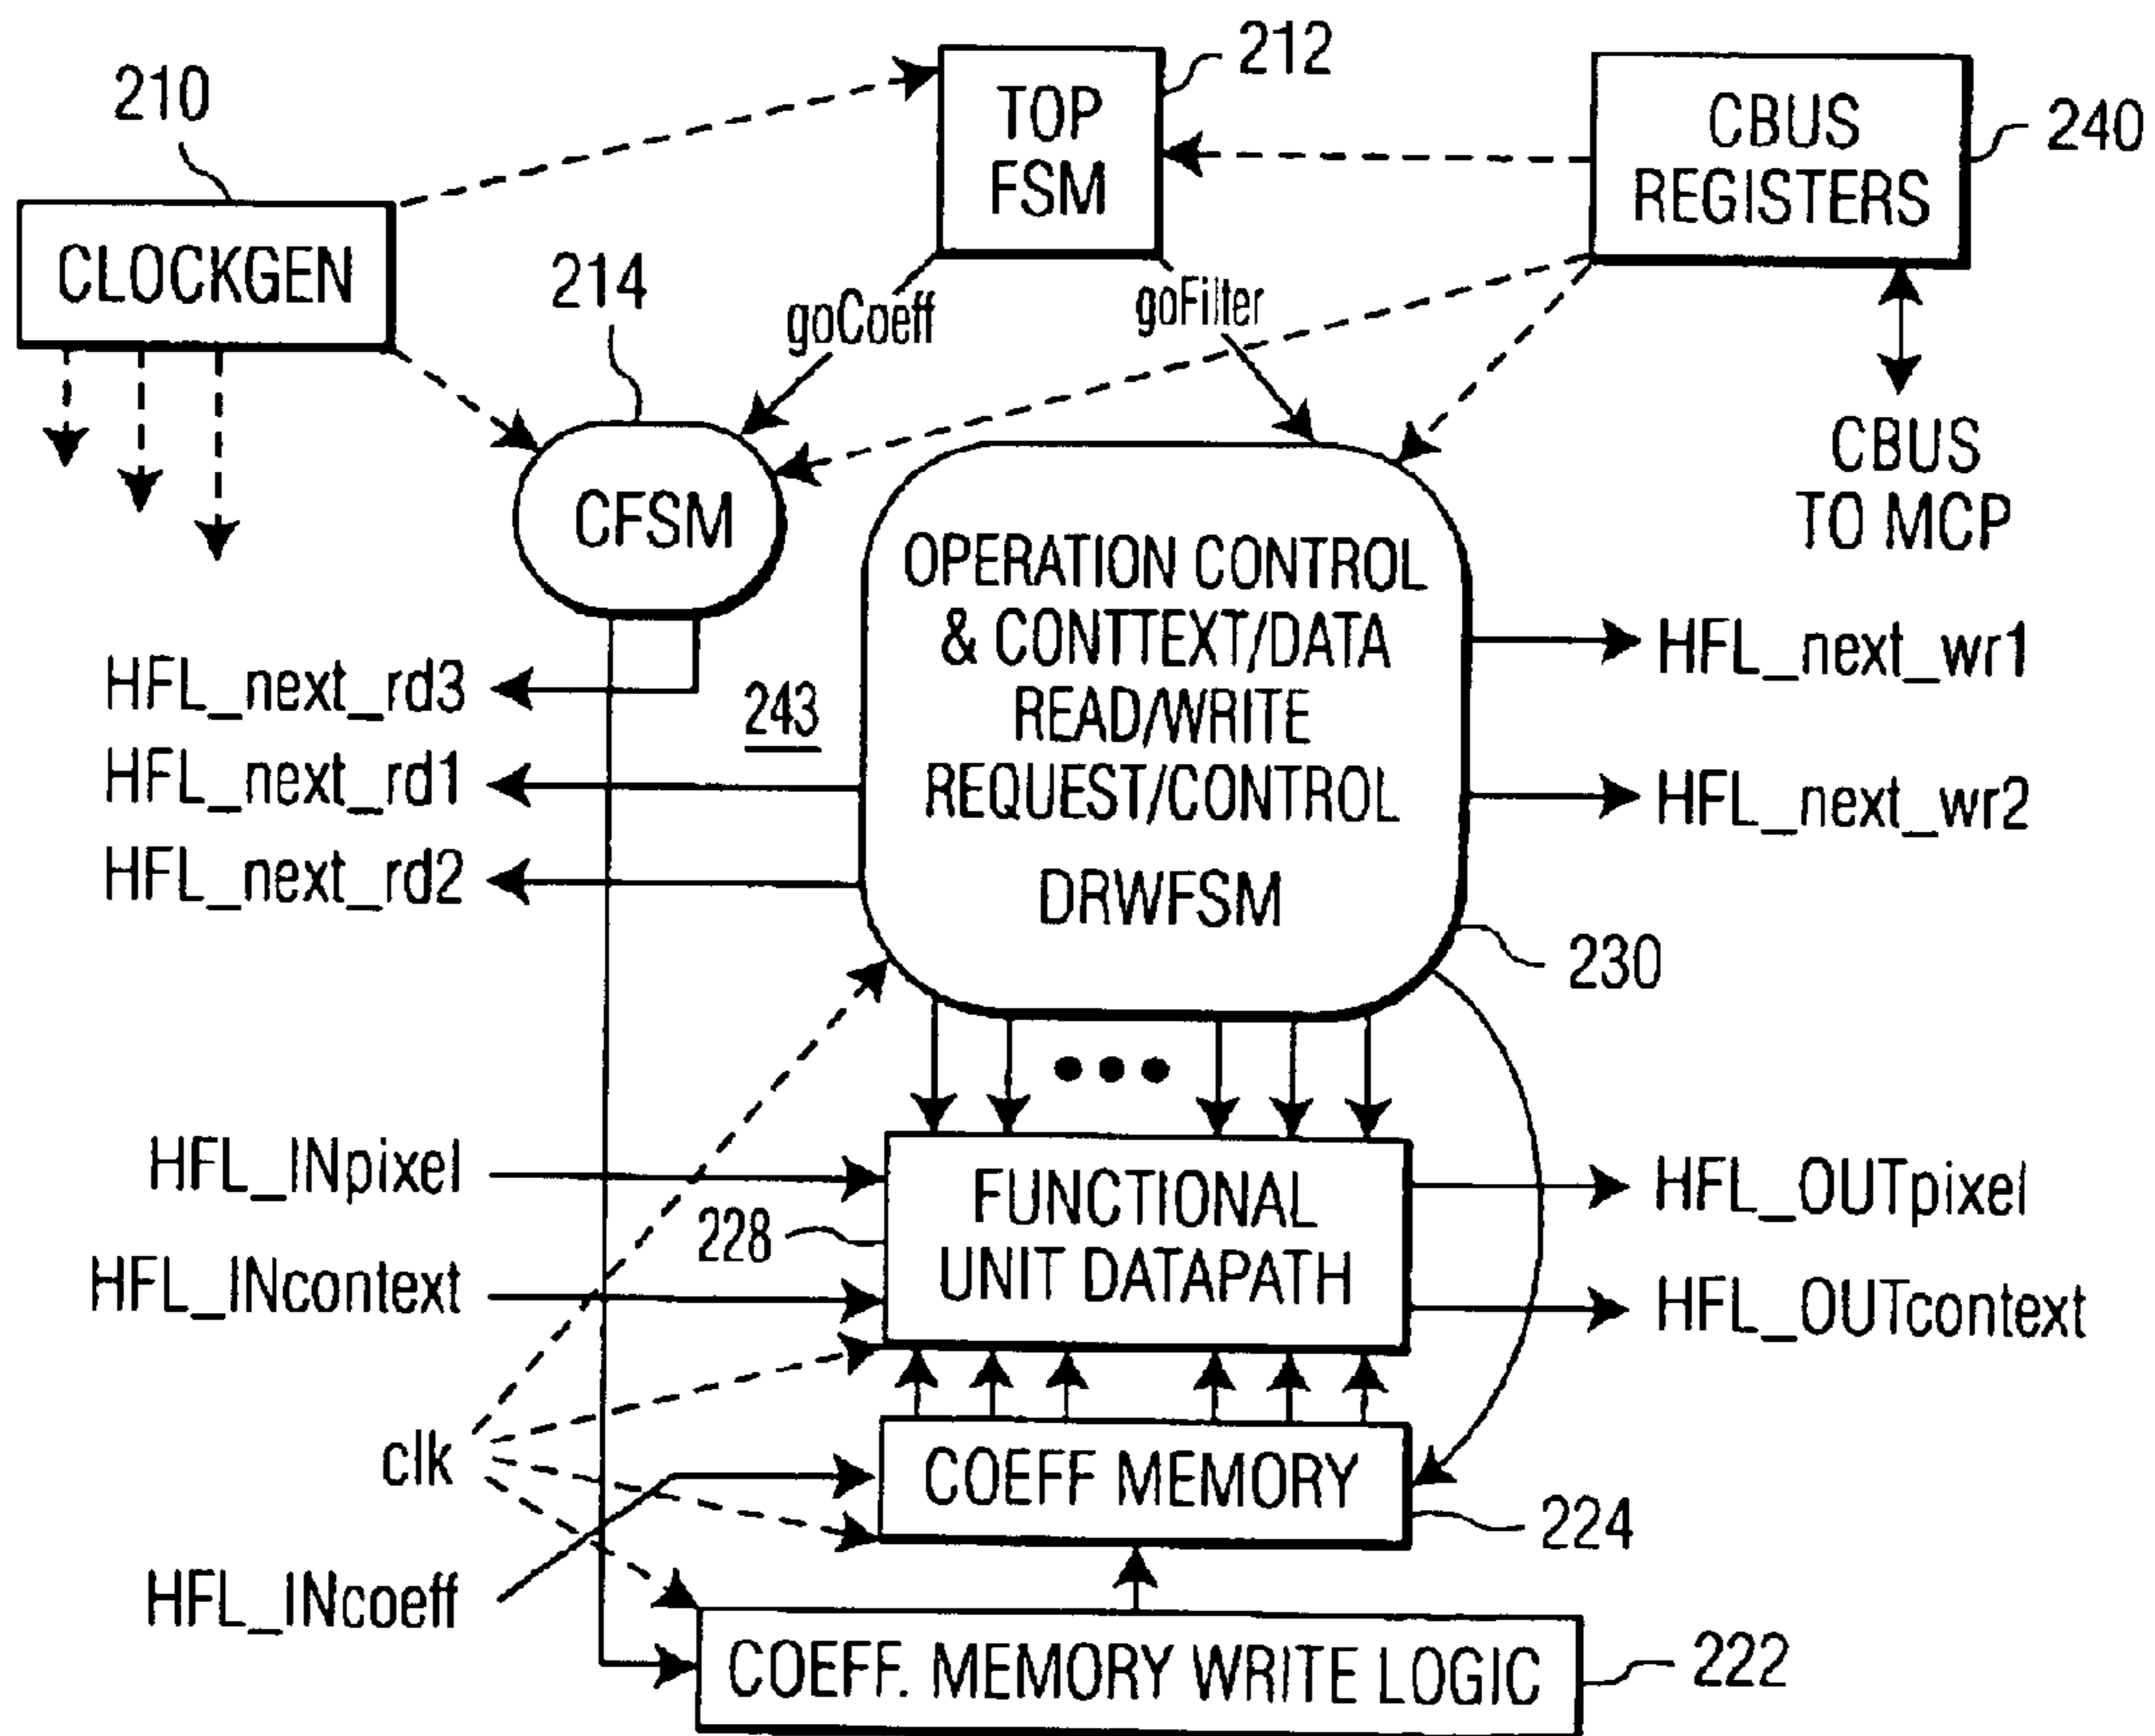 210
212
240
TOP
FSM
CBUS
REGISTERS
CLOCKGEN
214
goCoeff
goFilter
CBUS
TO MCP
CFSM
OPERATION CONTROL
& CONTTEXT/DATA
READ/WRITE
REQUEST/CONTROL
DRWFSM
HFL_next_rd3
HFL_next_rd1
HFL_next_rd2
243
HFL_next_wr1
HFL_next_wr2
230
HFL_INpixel
HFL_INcontext
228
FUNCTIONAL
UNIT DATAPATH
HFL_OUTpixel
HFL_OUTcontext
clk
COEFF MEMORY
224
HFL_INcoeff
COEFF. MEMORY WRITE LOGIC
222